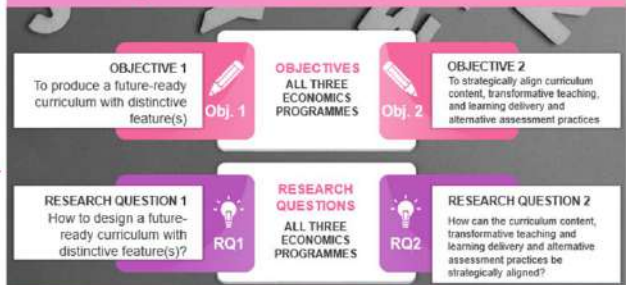 OBJECTIVE 1
To produce a future-ready
curriculum with distinctive
feature(s)
Obj. 1
OBJECTIVES
ALL THREE
ECONOMICS
PROGRAMMES
Obj. 2
OBJECTIVE 2
To strategically align curriculum
content, transformative teaching,
and learning delivery and
alternative assessment practices
RESEARCH QUESTION 1
How to design a future-
ready curriculum with
distinctive feature(s)?
RQ1
RESEARCH
QUESTIONS
ALL THREE
ECONOMICS
PROGRAMMES
RQ2
RESEARCH QUESTION 2
How can the curriculum content,
transformative teaching and
learning delivery and alternative
assessment practices be
strategically aligned?